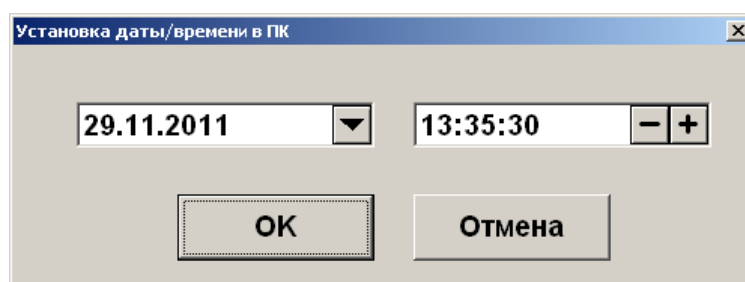 Установка даты/времени в ПК
29.11.2011
13:35:30
OK
Отмена